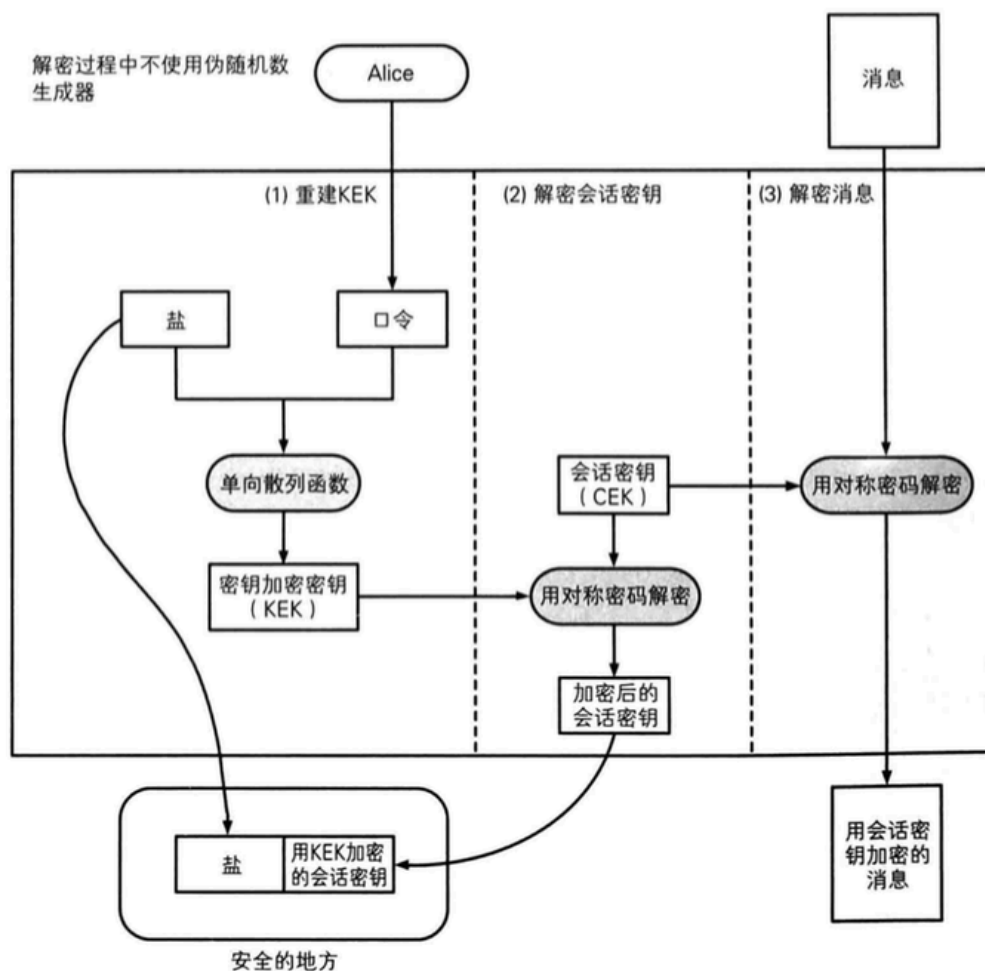 解密过程中不使用伪随机数
生成器
Alice
消息
(1) 重建KEK
(2) 解密会话密钥
(3) 解密消息
盐
口令
单向散列函数
会话密钥
（CEK）
用对称密码解密
密钥加密密钥
（KEK）
用对称密码解密
加密后的
会话密钥
盐
用KEK加密
的会话密钥
用会话密
钥加密的
消息
安全的地方